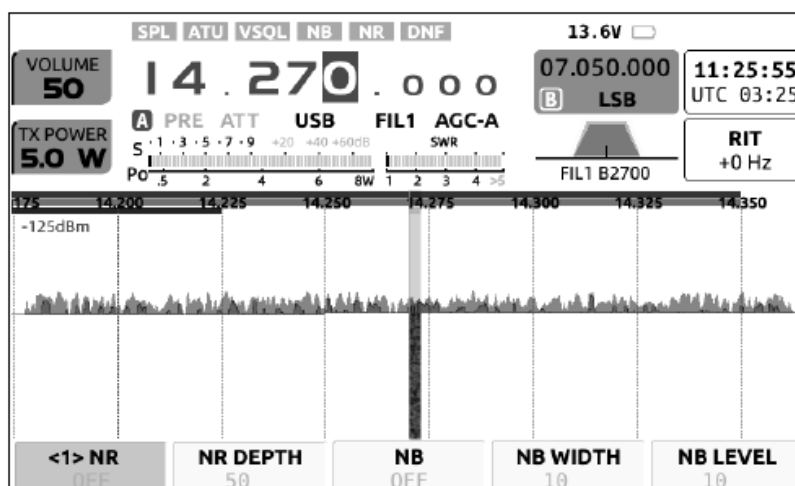 SPL ATU VSQL NB NR DNF 13.6V
VOLUME
50
14.270.000
07.050.000
B LSB
11:25:55
UTC 03:25
TX POWER
5.0 W
A PRE ATT USB FIL1 AGC-A
S 1 3 5 7 9 +20 +40 +60dB SWR
Po .5 2 4 6 8W 1 2 3 4 >5
FIL1 B2700
RIT
+0 Hz
175 14.200 14.225 14.250 14.275 14.300 14.325 14.350
-125dBm
<1> NR NR DEPTH NB NB WIDTH NB LEVEL
OFF 50 OFF 10 10